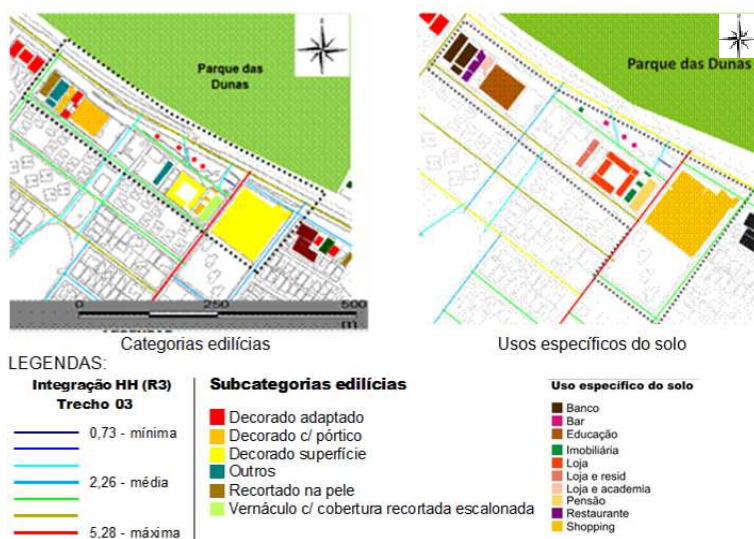 Parque das
Dunas
Parque das Dunas
0
250
500
m
Categorias edilícias
Usos específicos do solo
LEGENDAS:
Integração HH (R3)
Trecho 03
0,73 - mínima
2,26 - média
5,28 - máxima
Subcategorias edilícias
Decorado adaptado
Decorado c/ pórtico
Decorado superfície
Outros
Recortado na pele
Vernáculo c/ cobertura recortada escalonada
Uso específico do solo
Banco
Bar
Educação
Imobiliária
Loja
Loja e resid
Loja e academia
Pensão
Restaurante
Shopping